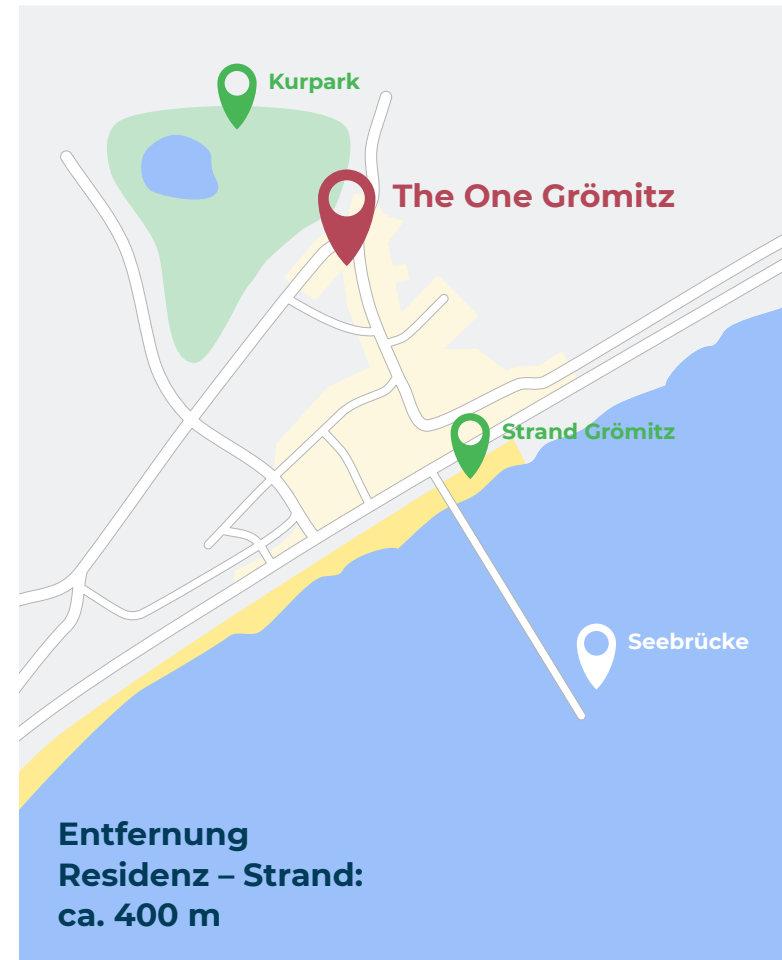 Kurpark
The One Grömitz
Strand Grömitz
Seebrücke
Entfernung
Residenz – Strand:
ca. 400 m